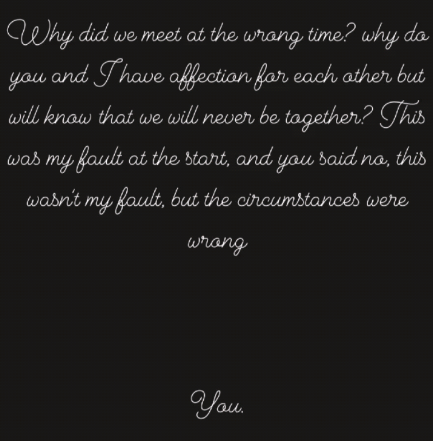 Why did we meet at the wrong time? why do
you and I have affection for each other but
will know that we will never be together? This
was my fault at the start, and you said no, this
wasn't my fault, but the circumstances were
wrong
You.